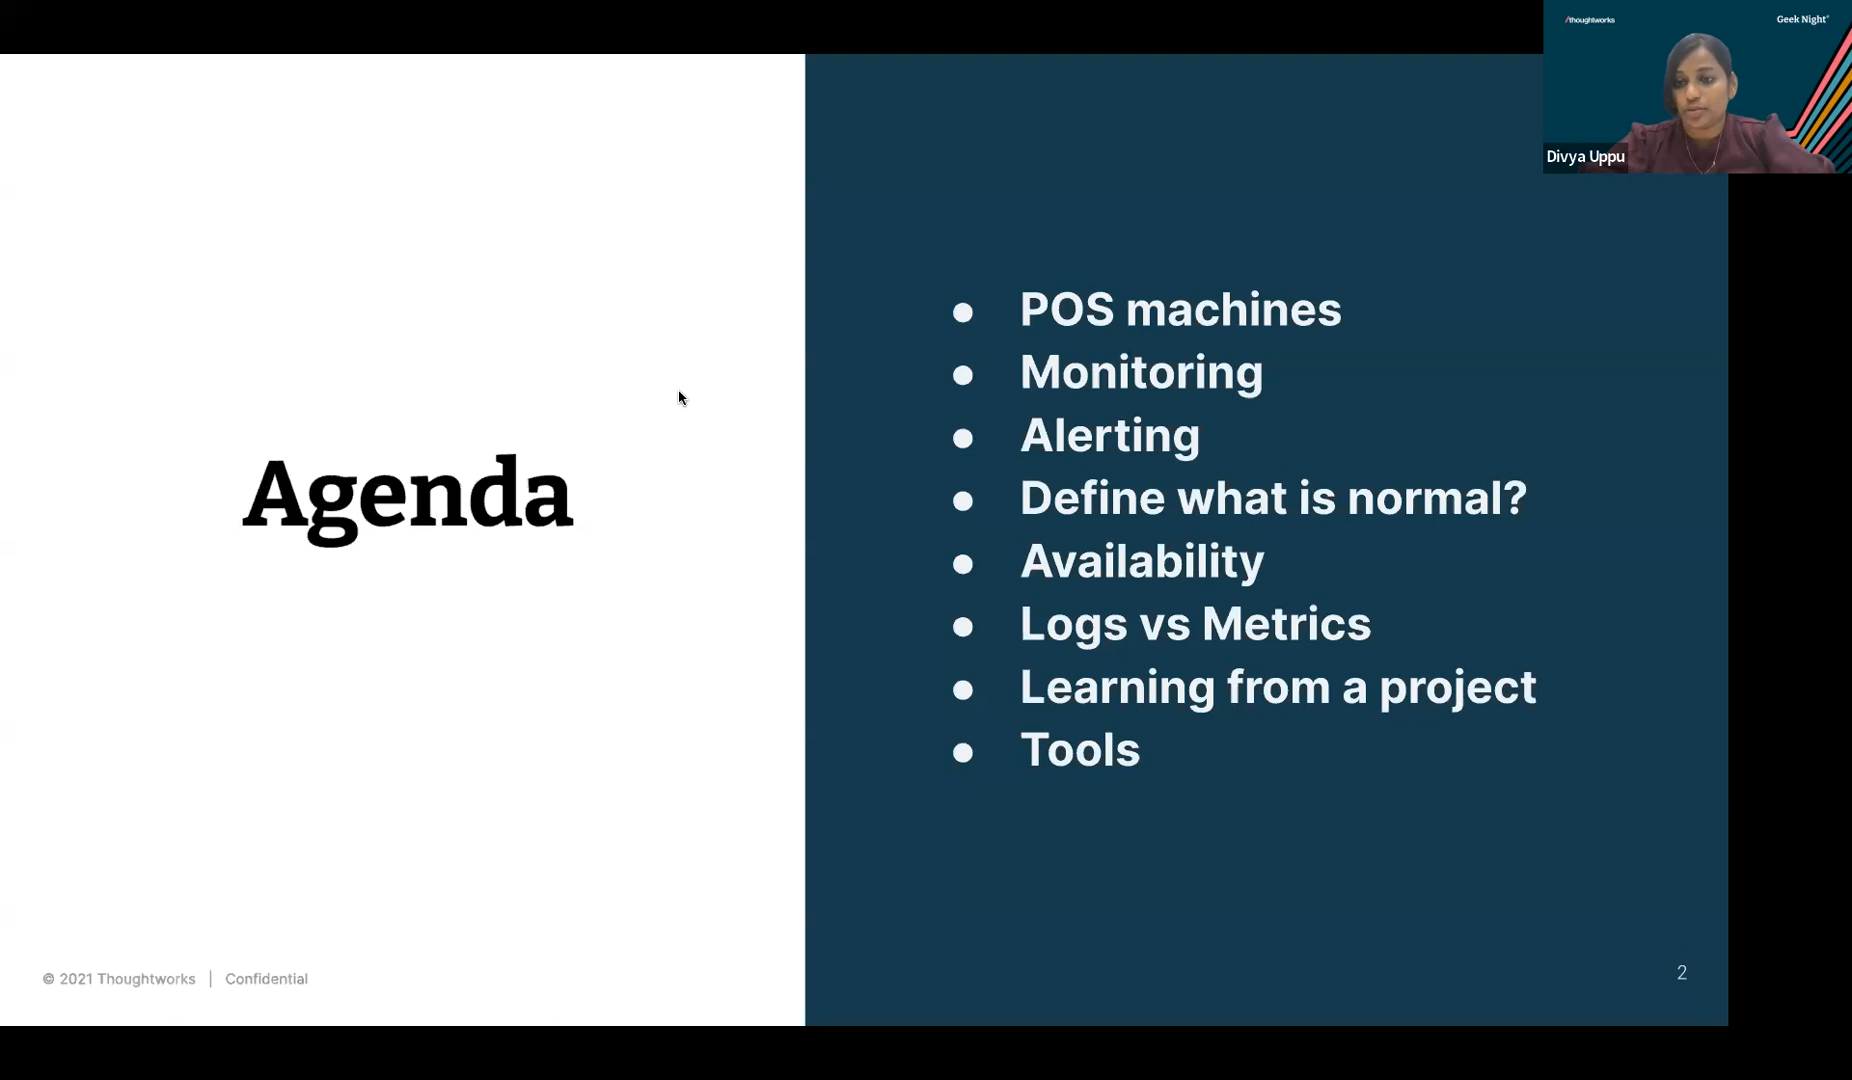 /thoughtworks
Geek Night
Divya Uppu
Agenda
● POS machines
● Monitoring
● Alerting
● Define what is normal?
● Availability
● Logs vs Metrics
● Learning from a project
● Tools
© 2021 Thoughtworks | Confidential
2